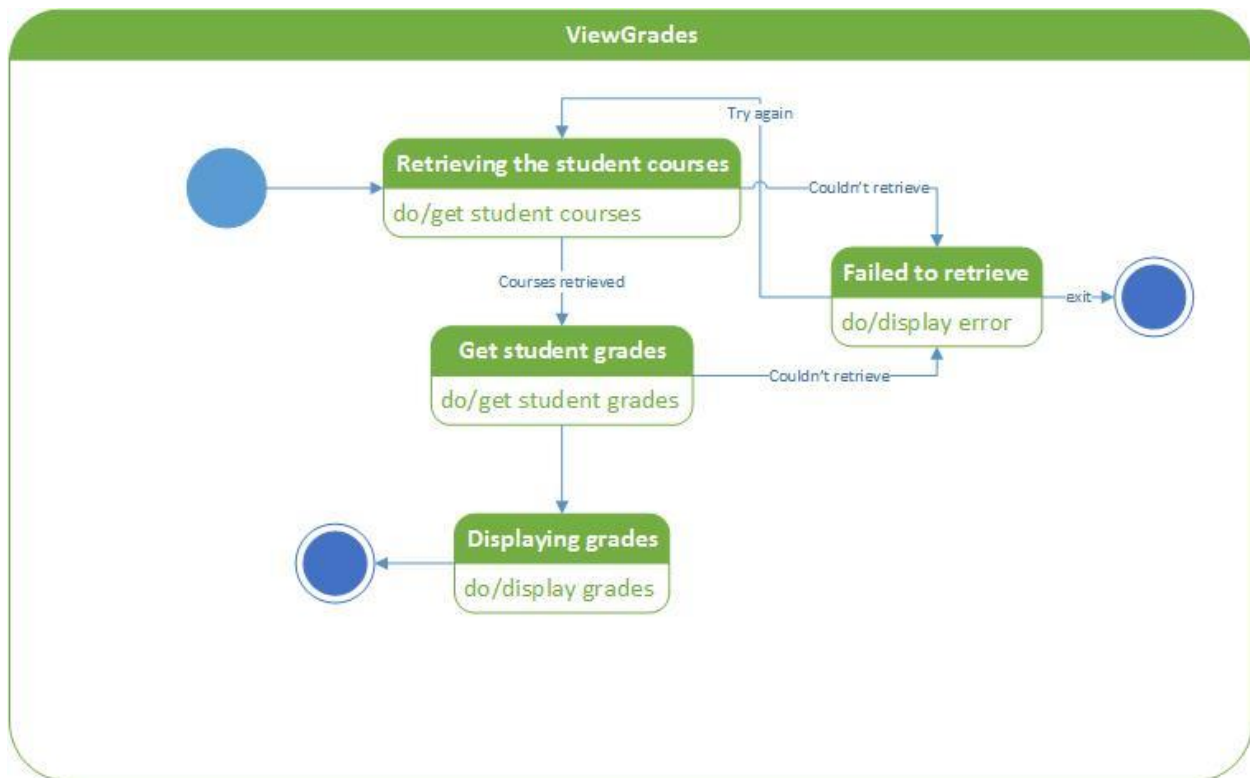 ViewGrades
Try again
Retrieving the student courses
do/get student courses
Couldn't retrieve
Failed to retrieve
do/display error
exit
Courses retrieved
Get student grades
do/get student grades
Couldn't retrieve
Displaying grades
do/display grades